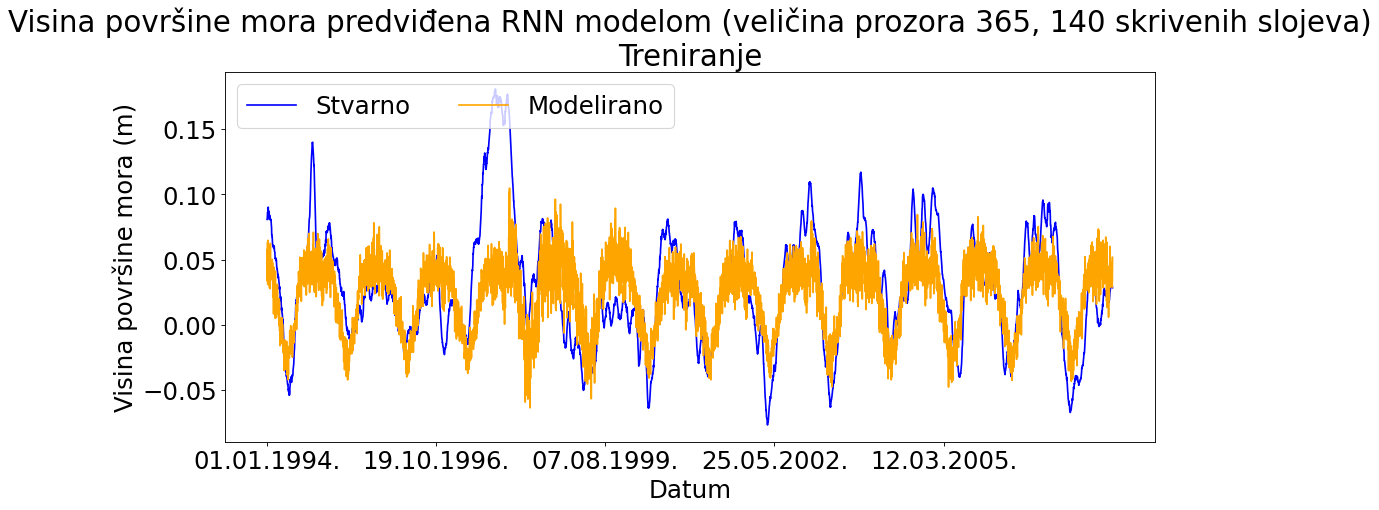 Visina površine mora predviđena RNN modelom (veličina prozora 365, 140 skrivenih slojeva)
Treniranje
Stvarno
Modelirano
Visina površine mora (m)
0.15
0.10
0.05
0.00
−0.05
01.01.1994.
19.10.1996.
07.08.1999.
25.05.2002.
12.03.2005.
Datum